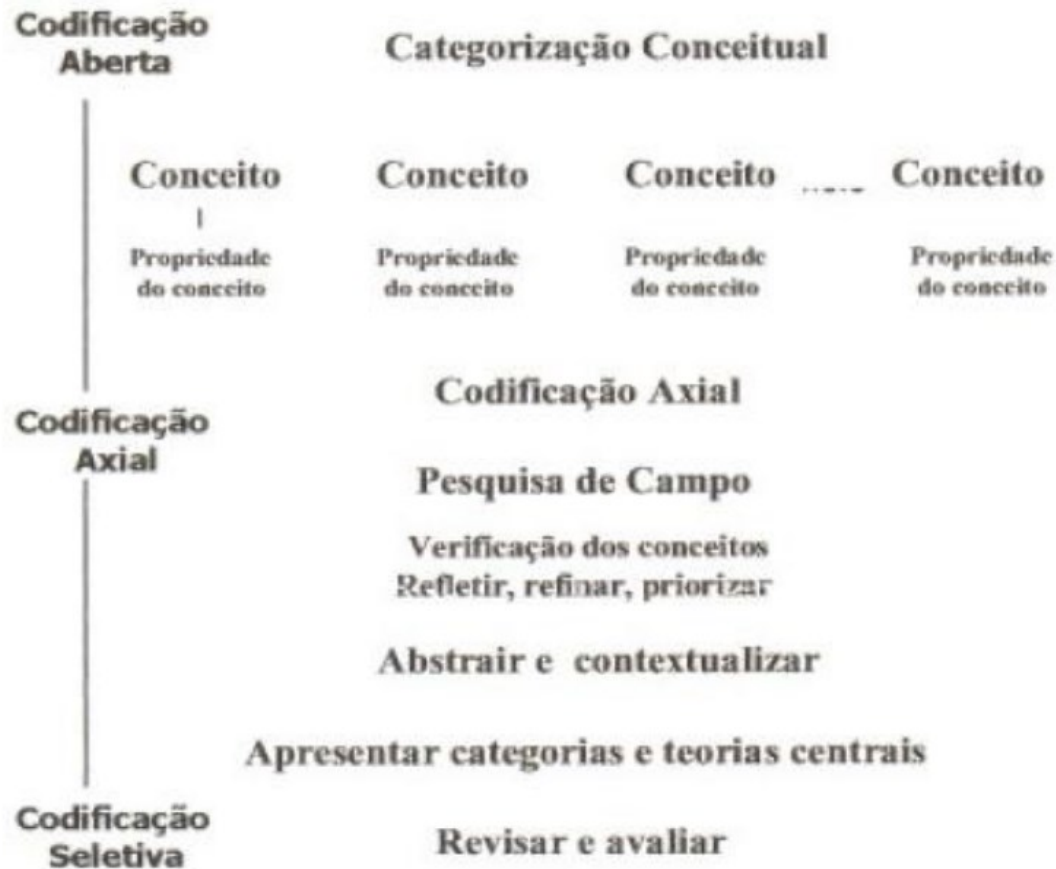 Codificação
Aberta
Categorização Conceitual
Conceito Conceito Conceito ....... Conceito
Propriedade do conceito
Propriedade do conceito
Propriedade do conceito
Propriedade do conceito
Codificação Axial
Codificação
Axial
Pesquisa de Campo
Verificação dos conceitos
Refletir, refinar, priorizar
Abstrair e contextualizar
Apresentar categorias e teorias centrais
Codificação
Seletiva
Revisar e avaliar